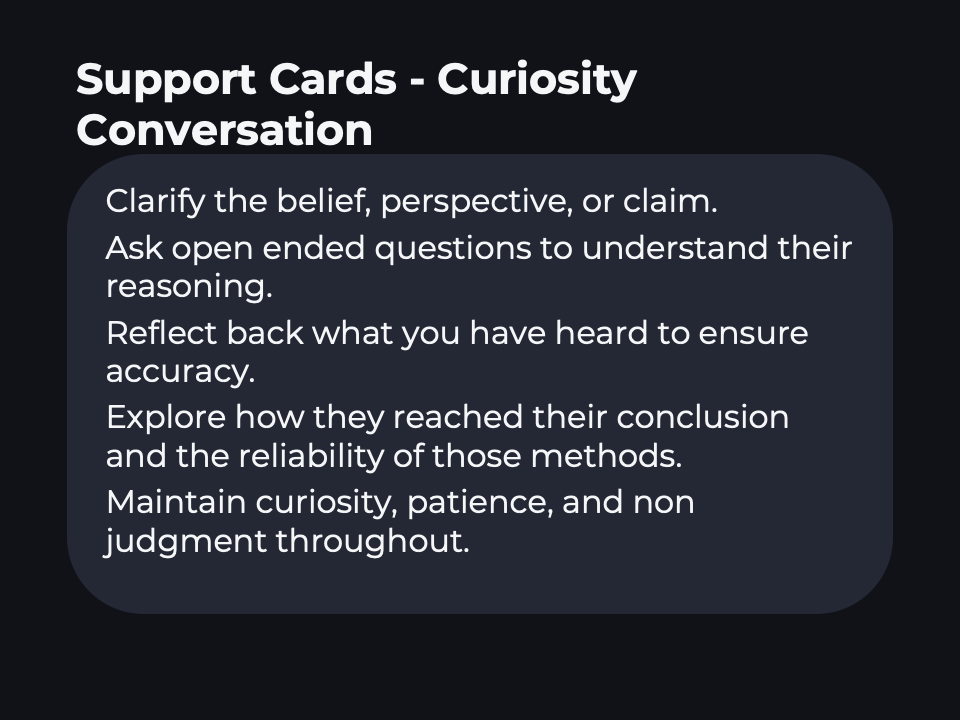 Support Cards - Curiosity
Conversation
Clarify the belief, perspective, or claim.
Ask open ended questions to understand their
reasoning.
Reflect back what you have heard to ensure
accuracy.
Explore how they reached their conclusion
and the reliability of those methods.
Maintain curiosity, patience, and non
judgment throughout.